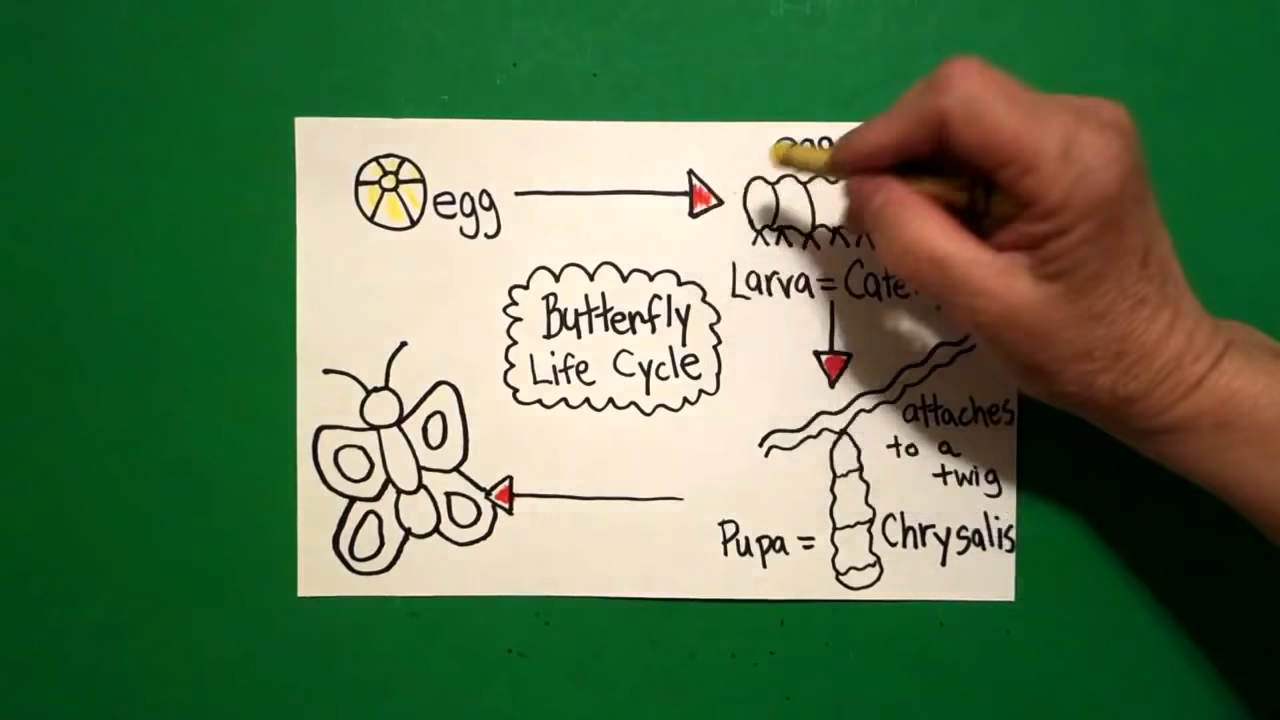 egg
Larva =
Butterfly
Life Cycle
attaches
to a
twig
Pupa = Chrysalis